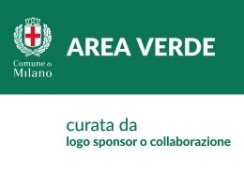 AREA VERDE
Comune di
Milano
curata da
logo sponsor o collaborazione